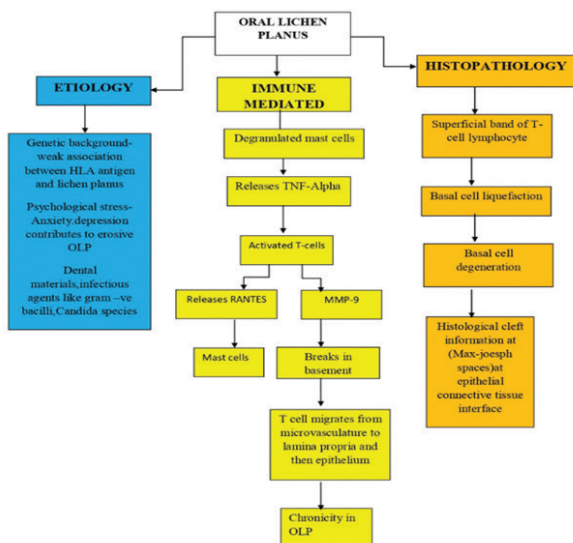 ORAL LICHEN
PLANUS
ETIOLOGY
Genetic background-
weak association
between HLA antigen
and lichen planus
Psychological stress-
Anxiety.depression
contributes to erosive
OLP
Dental
materials,infectious
agents like gram –ve
bacilli,Candida species
IMMUNE
MEDIATED
Degranulated mast cells
Releases TNF-Alpha
Activated T-cells
Releases RANTES
MMP-9
Mast cells
Breaks in
basement
T cell migrates from
microvasculature to
lamina propria and
then epithelium
Chronicity in
OLP
HISTOPATHOLOGY
Superficial band of T-
cell lymphocyte
Basal cell liquefaction
Basal cell
degeneration
Histological cleft
information at
(Max-joesph
spaces)at
epithelial
connective tissue
interface